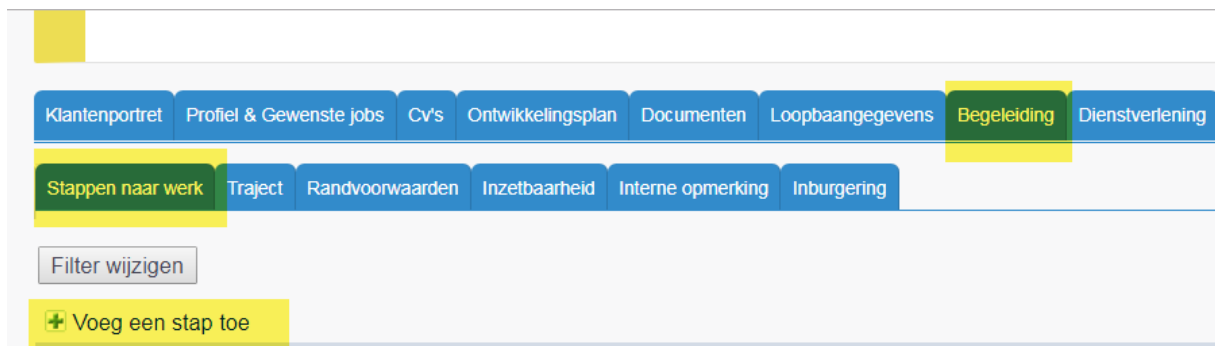 Klantenportret Profiel & Gewenste jobs Cv's Ontwikkelingsplan Documenten Loopbaangegevens Begeleiding Dienstverlening
Stappen naar werk Traject Randvoorwaarden Inzetbaarheid Interne opmerking Inburgering
Filter wijzigen
Voeg een stap toe